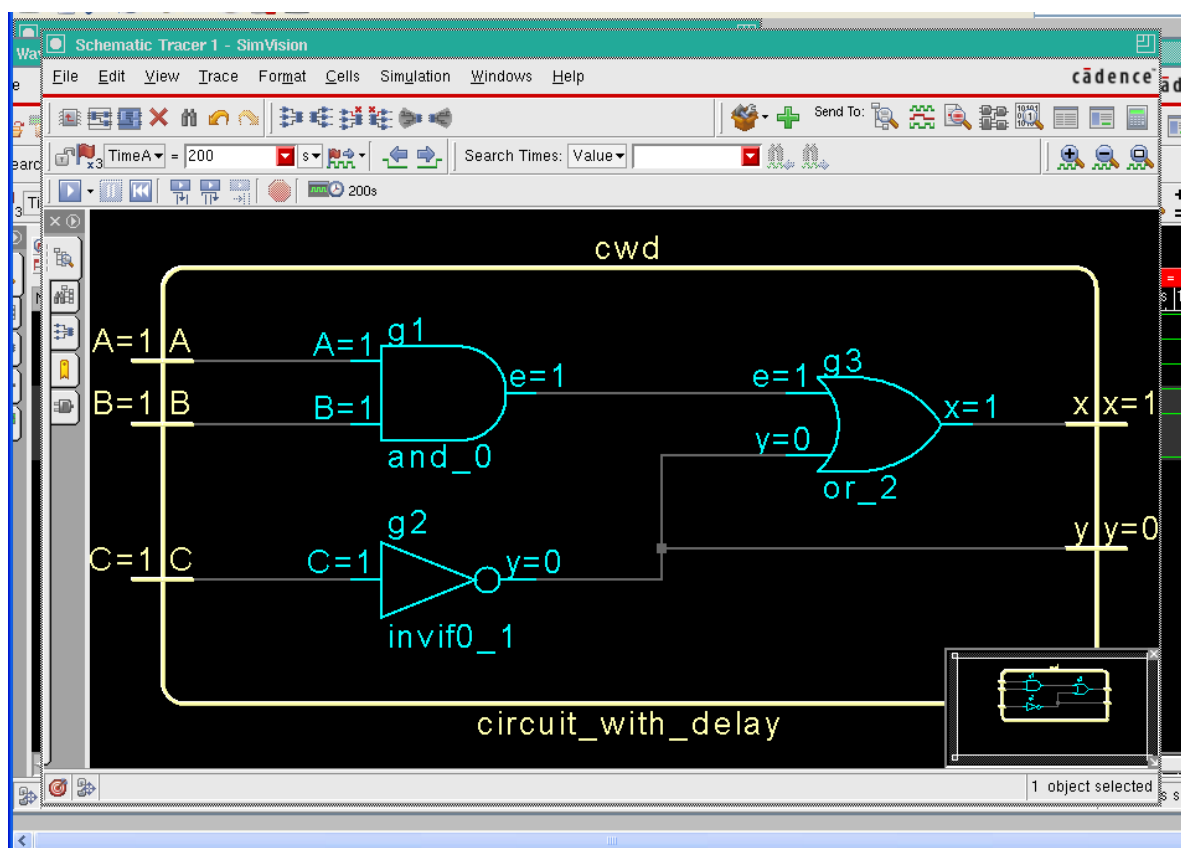 Schematic Tracer 1 - SimVision
Wa
File Edit View Trace Format Cells Simulation Windows Help
cādence
Send To:
TimeA = 200 s
Search Times: Value
200s
cwd
A=1 A
A=1 g1
e=1
e=1 g3
B=1 B
B=1
x=1
x x=1
and_0
y=0
or_2
g2
y y=0
C=1 C
C=1
y=0
invif0_1
circuit_with_delay
1 object selected